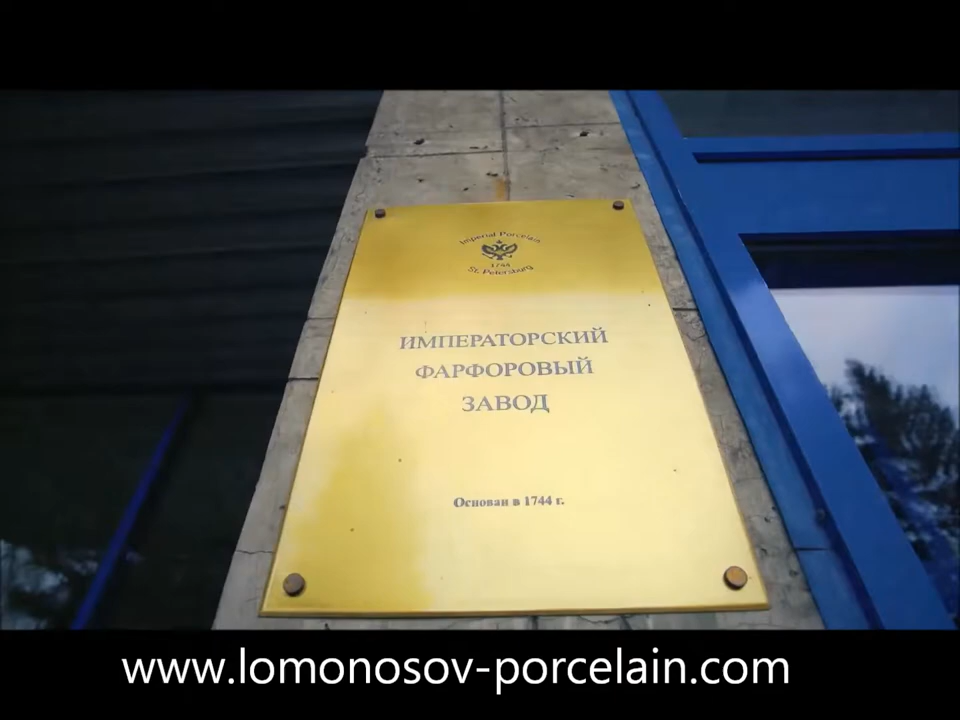 Imperial Porcelain
1744
St. Petersburg
ИМПЕРАТОРСКИЙ
ФАРФОРОВЫЙ
ЗАВОД
Основан в 1744 г.
www.lomonosov-porcelain.com